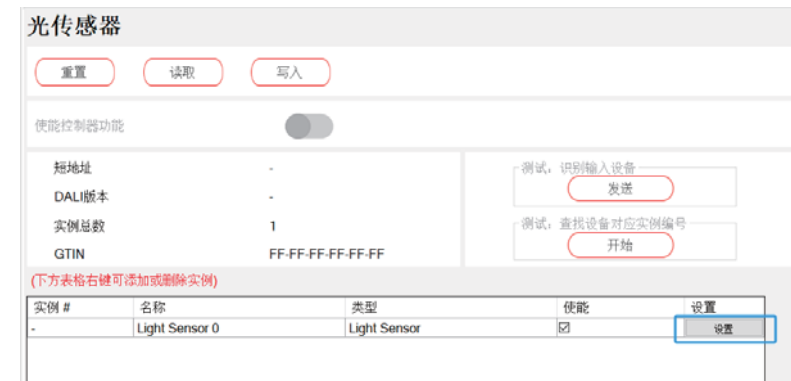 光传感器
重置 读取 写入
使能控制器功能
短地址 -
DALI版本 -
实例总数 1
GTIN FF-FF-FF-FF-FF-FF
测试，识别输入设备
发送
测试，查找设备对应实例编号
开始
(下方表格右键可添加或删除实例)
实例 # 名称 类型 使能 设置
- Light Sensor 0 Light Sensor ☑ 设置